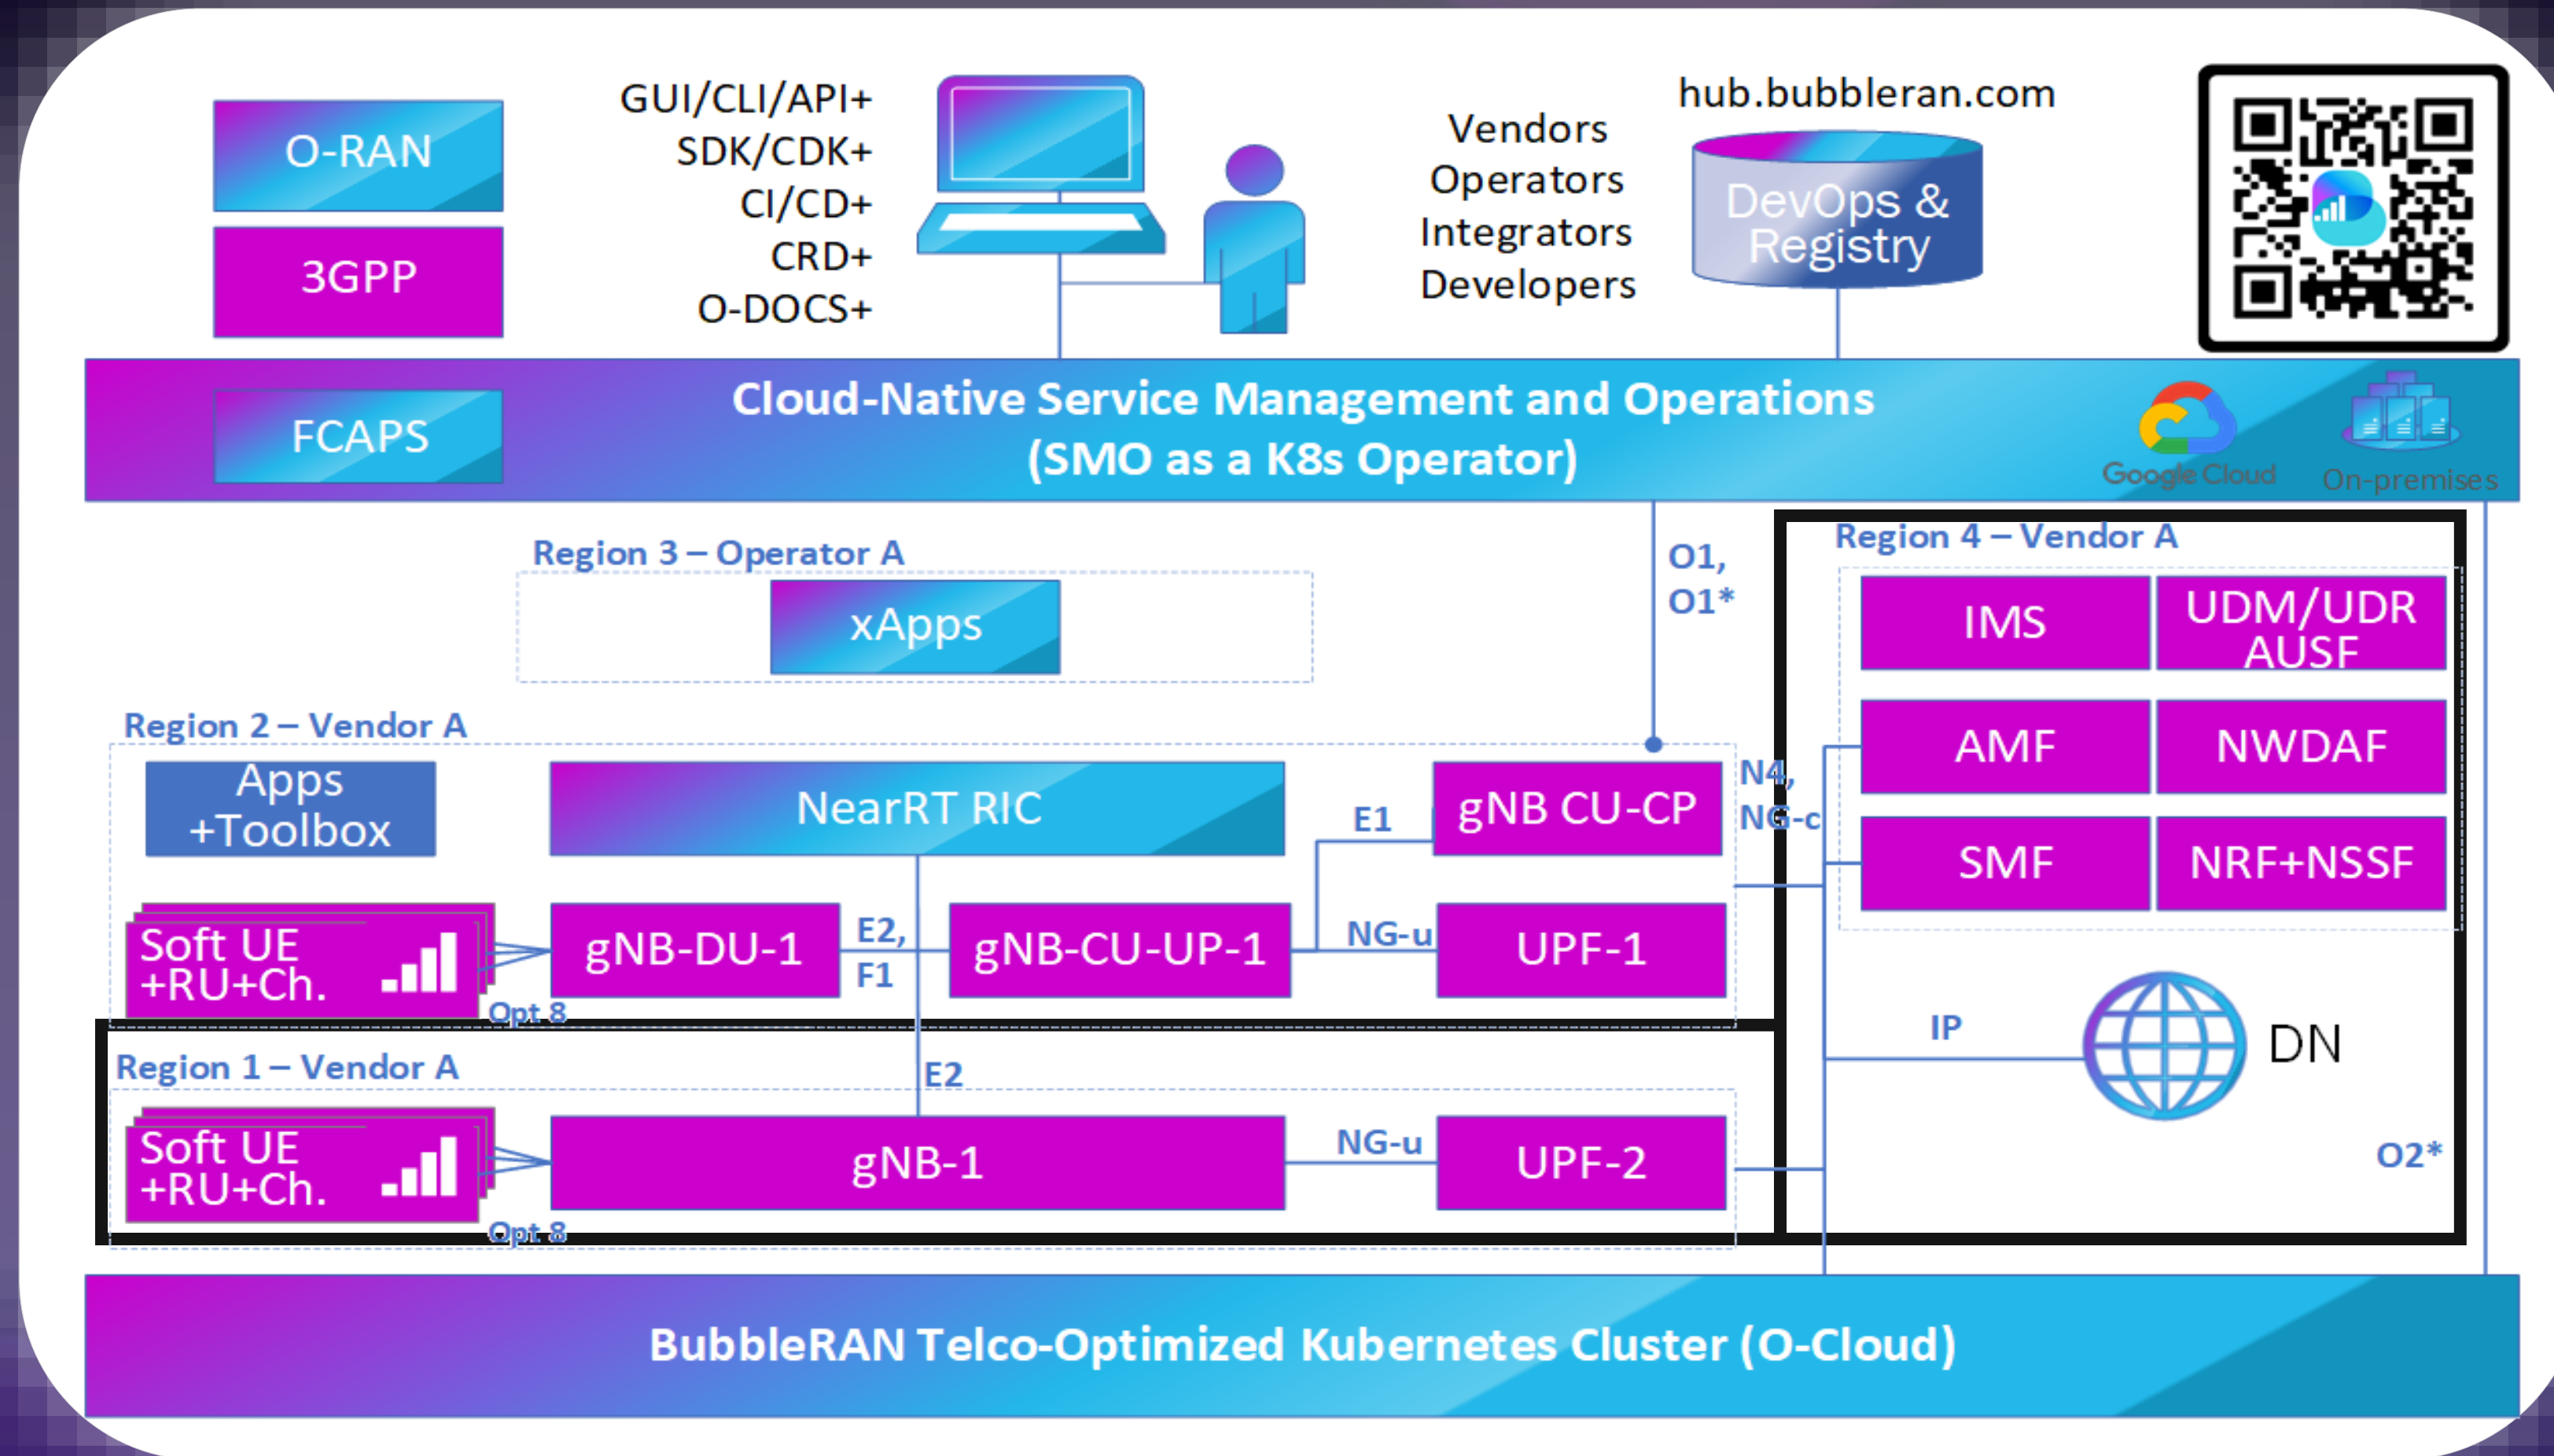 O-RAN
3GPP
GUI/CLI/API+
SDK/CDK+
CI/CD+
CRD+
O-DOCS+
Vendors
Operators
Integrators
Developers
hub.bubbleran.com
DevOps &
Registry
FCAPS
Cloud-Native Service Management and Operations
(SMO as a K8s Operator)
Google Cloud
On-premises
Region 3 – Operator A
xApps
O1,
O1*
Region 4 – Vendor A
IMS
UDM/UDR
AUSF
AMF
NWDAF
SMF
NRF+NSSF
Region 2 – Vendor A
Apps
+Toolbox
NearRT RIC
E1
gNB CU-CP
N4,
NG-c
Soft UE
+RU+Ch.
Opt 8
gNB-DU-1
E2,
F1
gNB-CU-UP-1
NG-u
UPF-1
IP
DN
O2*
Region 1 – Vendor A
E2
Soft UE
+RU+Ch.
Opt 8
gNB-1
NG-u
UPF-2
BubbleRAN Telco-Optimized Kubernetes Cluster (O-Cloud)